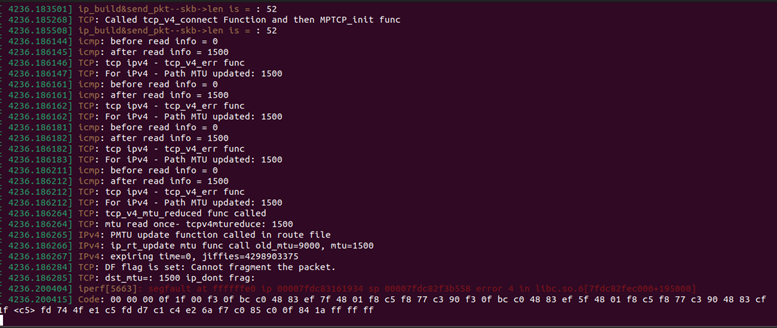 4236.183501] ip_build&send_pkt--skb->len is = : 52
4236.185268] TCP: Called tcp_v4_connect Function and then MPTCP_init func
4236.185508] ip_build&send_pkt--skb->len is = : 52
4236.186144] icmp: before read info = 0
4236.186145] icmp: after read info = 1500
4236.186146] TCP: tcp ipv4 - tcp_v4_err func
4236.186147] TCP: For iPv4 - Path MTU updated: 1500
4236.186161] icmp: before read info = 0
4236.186161] icmp: after read info = 1500
4236.186162] TCP: tcp ipv4 - tcp_v4_err func
4236.186162] TCP: For iPv4 - Path MTU updated: 1500
4236.186181] icmp: before read info = 0
4236.186182] icmp: after read info = 1500
4236.186182] TCP: tcp ipv4 - tcp_v4_err func
4236.186183] TCP: For iPv4 - Path MTU updated: 1500
4236.186211] icmp: before read info = 0
4236.186212] icmp: after read info = 1500
4236.186212] TCP: tcp ipv4 - tcp_v4_err func
4236.186212] TCP: For iPv4 - Path MTU updated: 1500
4236.186264] TCP: tcp_v4_mtu_reduced func called
4236.186264] TCP: mtu read once- tcpv4mtureduce: 1500
4236.186265] IPv4: PMTU update function called in route file
4236.186266] IPv4: ip_rt_update mtu func call old_mtu=9000, mtu=1500
4236.186267] IPv4: expiring time=0, jiffies=4298903375
4236.186284] TCP: DF flag is set: Cannot fragment the packet.
4236.186285] TCP: dst_mtu=: 1500 ip_dont frag:
4236.200404] iperf[5663]: segfault at ffffffe0 ip 00007fdc83161934 sp 00007fdc82f3b558 error 4 in libc.so.6[7fdc82fec000+195000]
4236.200415] Code: 00 00 00 0f 1f 00 f3 0f bc c0 48 83 ef 7f 48 01 f8 c5 f8 77 c3 90 f3 0f bc c0 48 83 ef 5f 48 01 f8 c5 f8 77 c3 90 48 83 cf
1f <c5> fd 74 4f e1 c5 fd d7 c1 c4 e2 6a f7 c0 85 c0 0f 84 1a ff ff ff